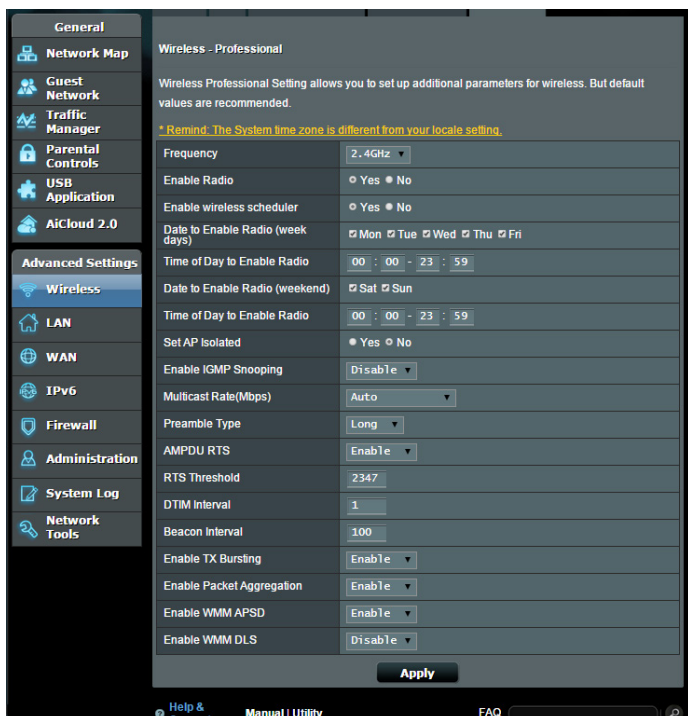 General
Network Map
Guest
Network
Traffic
Manager
Parental
Controls
USB
Application
AiCloud 2.0
Advanced Settings
Wireless
LAN
WAN
IPv6
Firewall
Administration
System Log
Network
Tools
Wireless - Professional
Wireless Professional Setting allows you to set up additional parameters for wireless. But default
values are recommended.
* Remind: The System time zone is different from your locale setting.
Frequency 2.4GHz
Enable Radio Yes No
Enable wireless scheduler Yes No
Date to Enable Radio (week
days) Mon Tue Wed Thu Fri
Time of Day to Enable Radio 00 : 00 - 23 : 59
Date to Enable Radio (weekend) Sat Sun
Time of Day to Enable Radio 00 : 00 - 23 : 59
Set AP Isolated Yes No
Enable IGMP Snooping Disable
Multicast Rate(Mbps) Auto
Preamble Type Long
AMPDU RTS Enable
RTS Threshold 2347
DTIM Interval 1
Beacon Interval 100
Enable TX Bursting Enable
Enable Packet Aggregation Enable
Enable WMM APSD Enable
Enable WMM DLS Disable
Apply
Help &
Manual | Utility FAQ